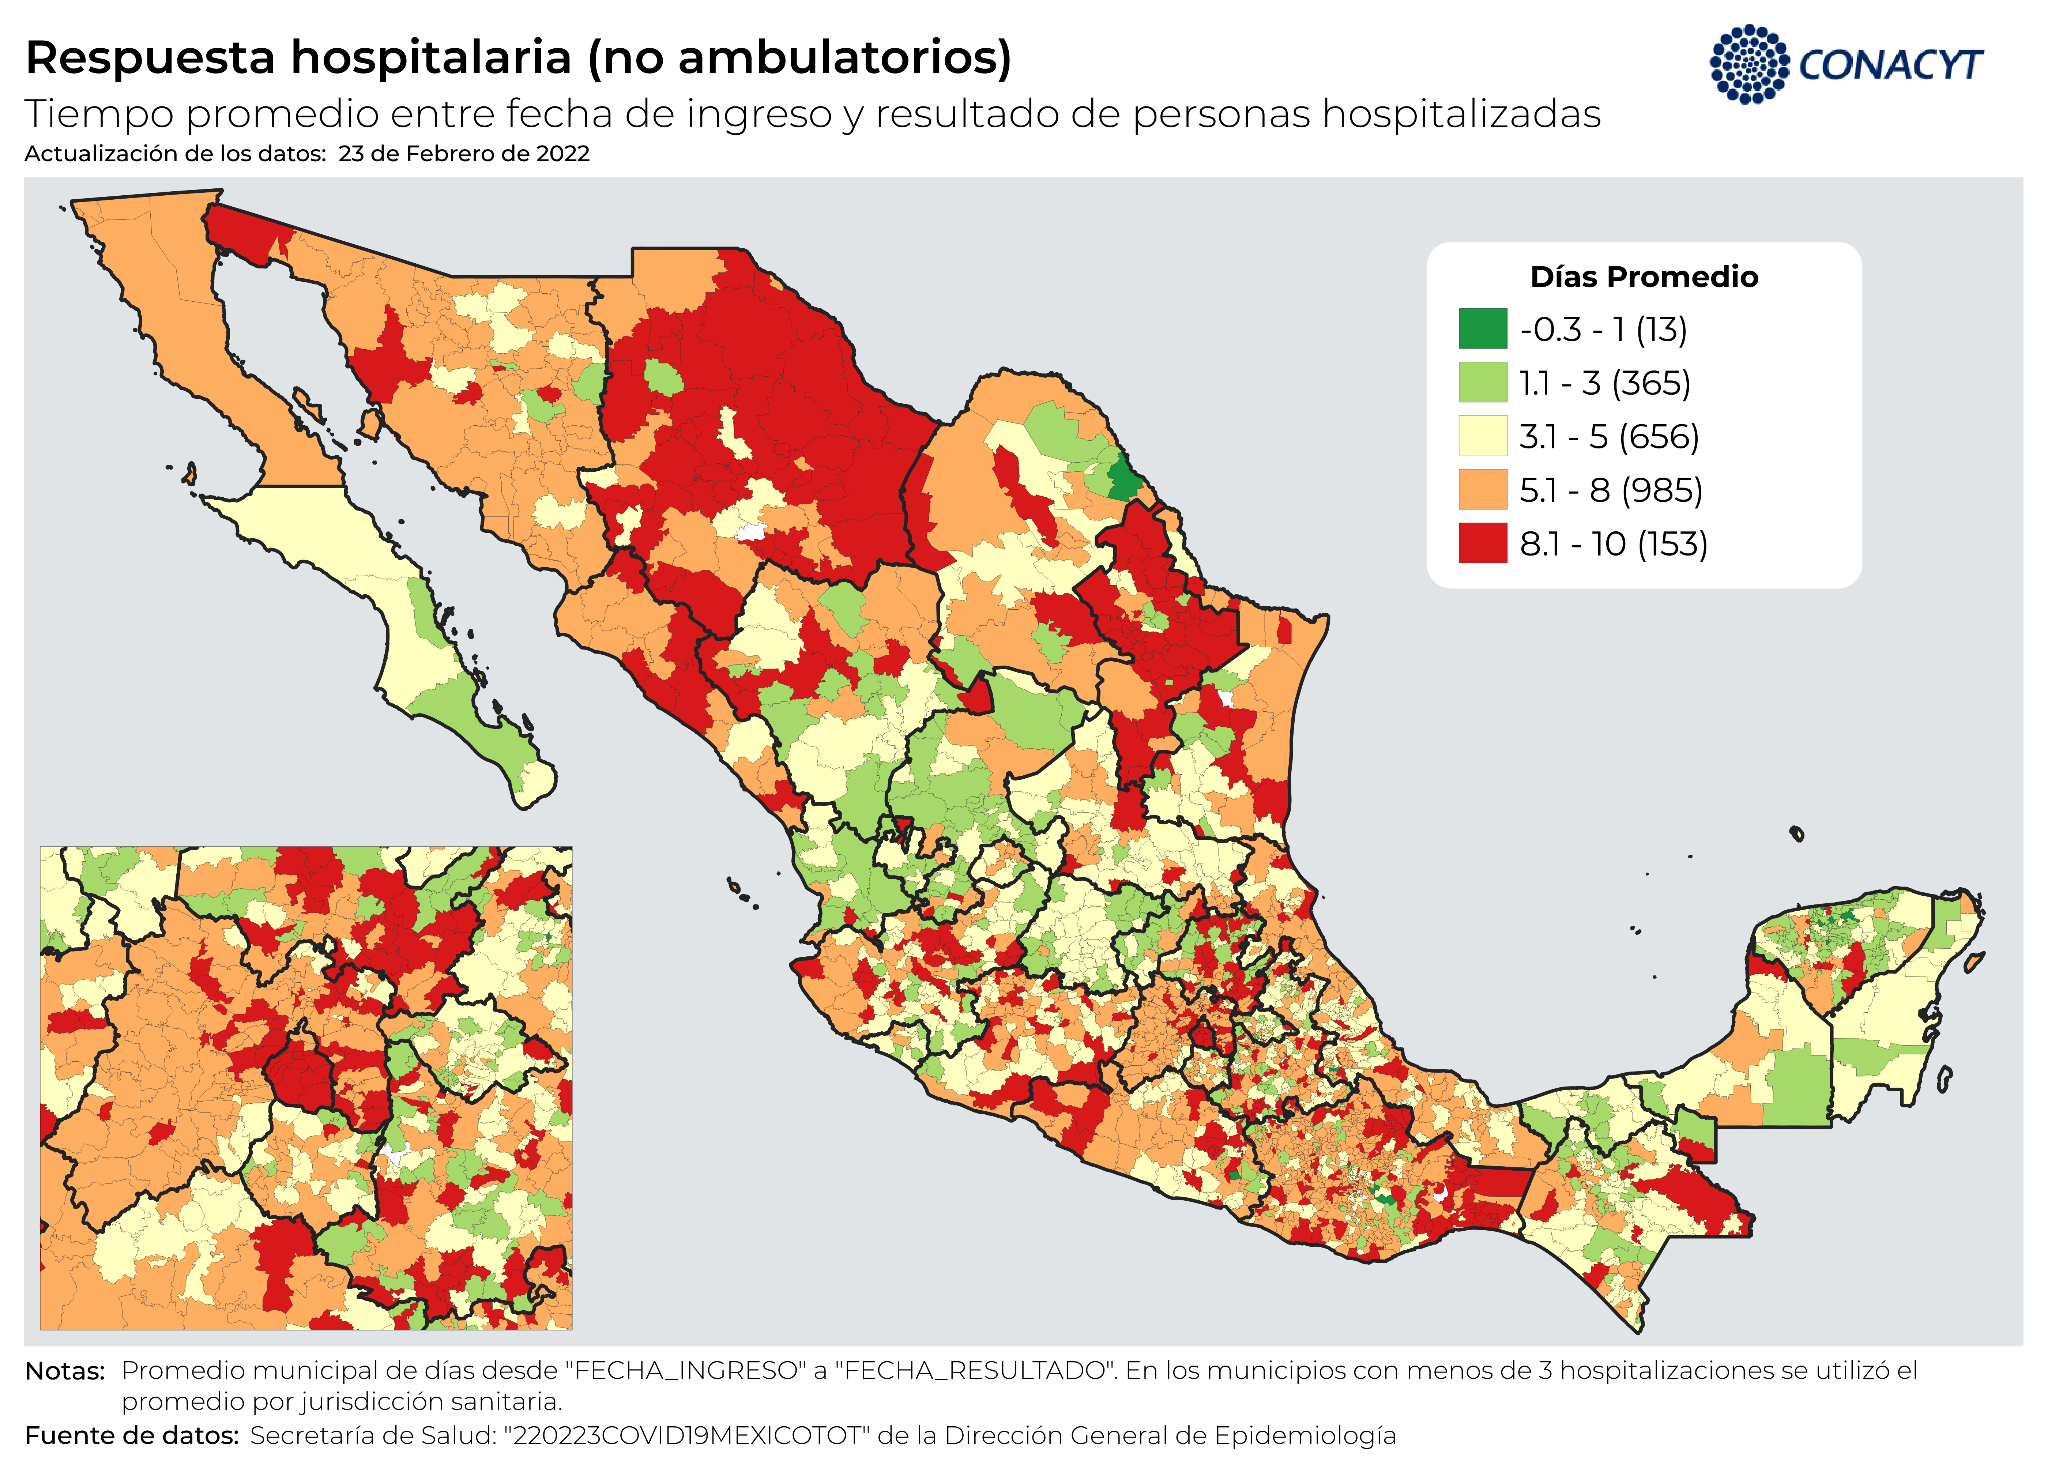 Respuesta hospitalaria (no ambulatorios)
CONACYT
Tiempo promedio entre fecha de ingreso y resultado de personas hospitalizadas
Actualización de los datos: 23 de Febrero de 2022
Días Promedio
-0.3 - 1 (13)
1.1 - 3 (365)
3.1 - 5 (656)
5.1 - 8 (985)
8.1 - 10 (153)
Notas: Promedio municipal de días desde "FECHA_INGRESO" a "FECHA_RESULTADO". En los municipios con menos de 3 hospitalizaciones se utilizó el
promedio por jurisdicción sanitaria.
Fuente de datos: Secretaría de Salud: "220223COVID19MEXICOTOT" de la Dirección General de Epidemiología